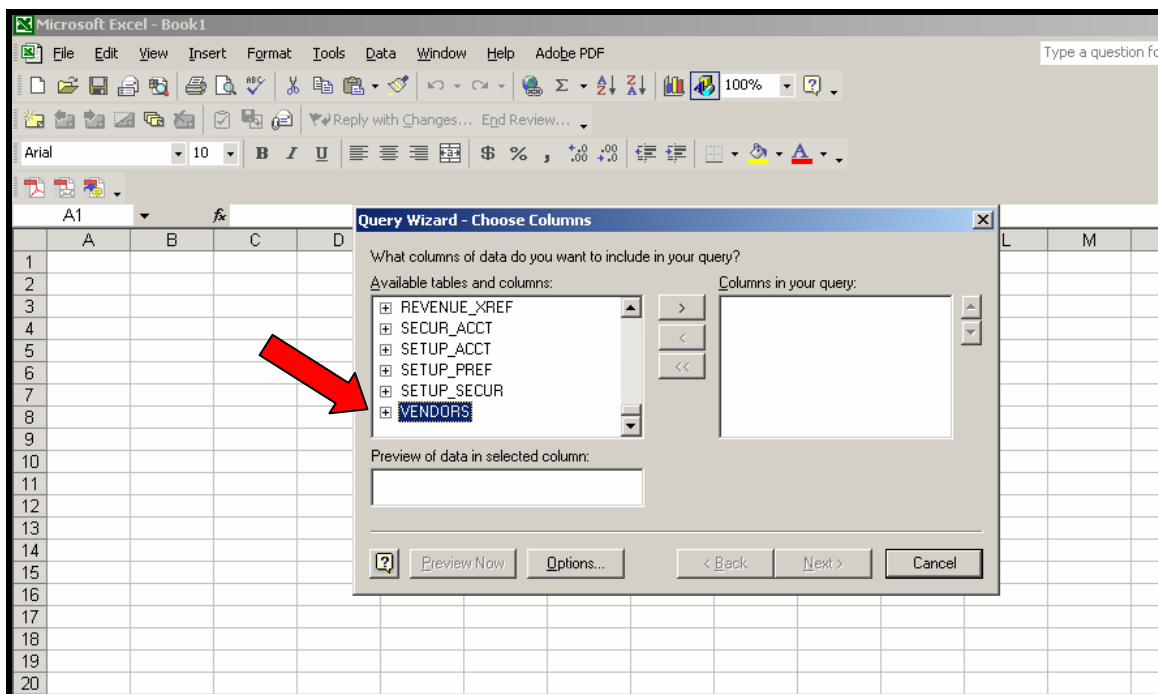 Microsoft Excel - Book1
File Edit View Insert Format Tools Data Window Help Adobe PDF Type a question fo
100%
Reply with Changes... End Review...
Arial 10 B I U $ % ,
A1 fx
Query Wizard - Choose Columns
A B C D L M
What columns of data do you want to include in your query?
Available tables and columns: Columns in your query:
REVENUE_XREF >
SECUR_ACCT <
SETUP_ACCT <<
SETUP_PREF
SETUP_SECUR
VENDORS
Preview of data in selected column:
Preview Now Options... < Back Next > Cancel
1
2
3
4
5
6
7
8
9
10
11
12
13
14
15
16
17
18
19
20